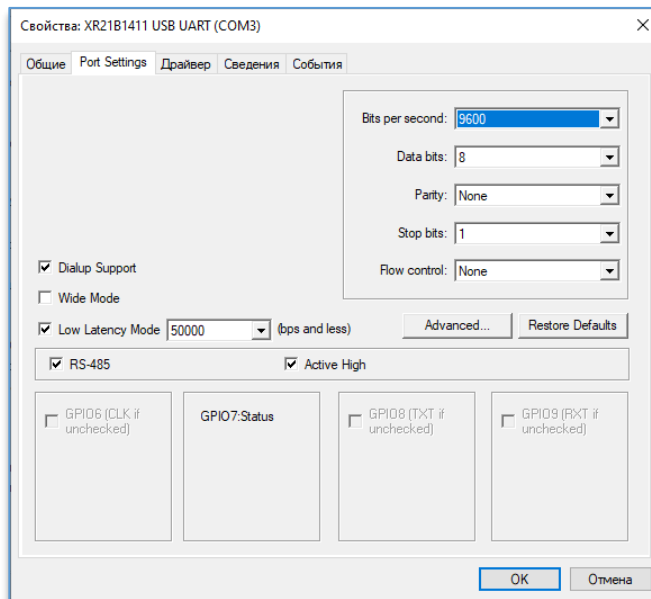 Свойства: XR21B1411 USB UART (COM3)
Общие Port Settings Драйвер Сведения События
Bits per second: 9600
Data bits: 8
Parity: None
Stop bits: 1
Flow control: None
Dialup Support
Wide Mode
Low Latency Mode 50000 (bps and less)
Advanced... Restore Defaults
RS-485 Active High
GPIO6 (CLK if
unchecked)
GPIO7:Status
GPIO8 (TXT if
unchecked)
GPIO9 (RXT if
unchecked)
OK Отмена